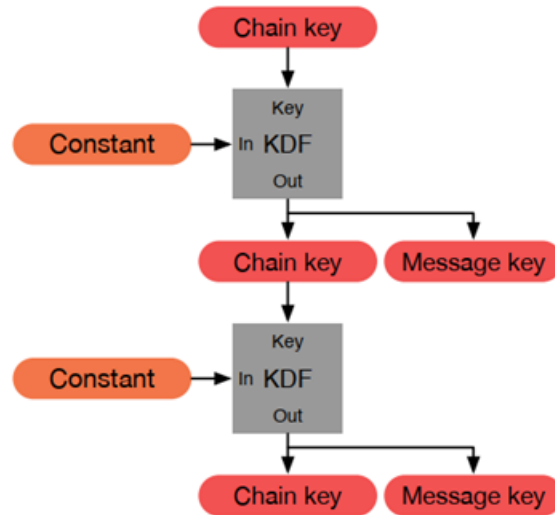 Chain key
Key
Constant
In KDF
Out
Chain key
Message key
Key
Constant
In KDF
Out
Chain key
Message key